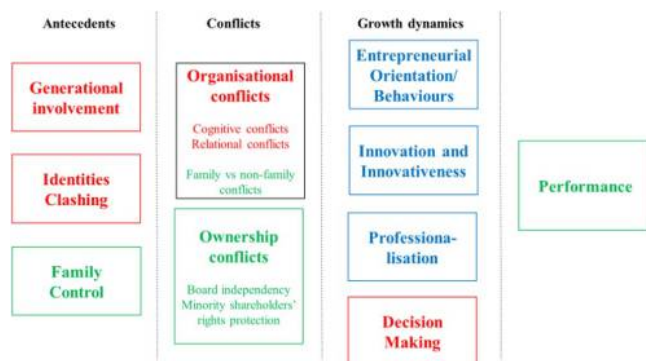 Antecedents
Generational
involvement
Identities
Clashing
Family
Control
Conflicts
Organisational
conflicts
Cognitive conflicts
Relational conflicts
Family vs non-family
conflicts
Ownership
conflicts
Board independency
Minority shareholders'
rights protection
Growth dynamics
Entrepreneurial
Orientation/
Behaviours
Innovation and
Innovativeness
Professiona-
lisation
Decision
Making
Performance